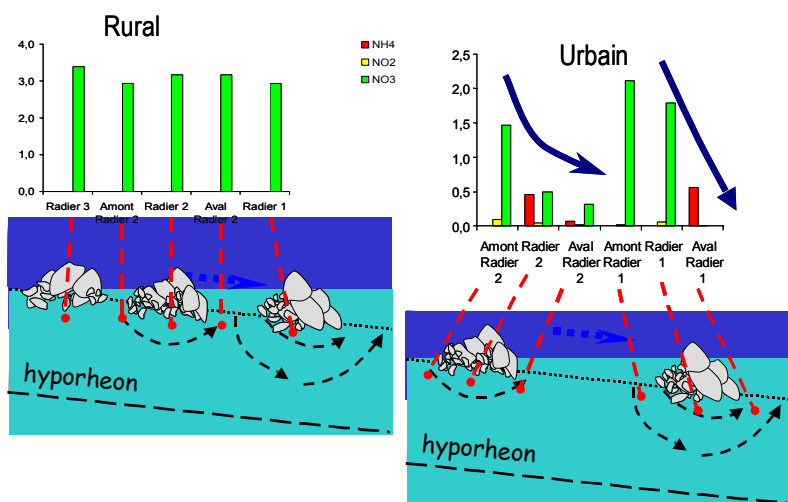 Rural
NH4
NO2
NO3
4,0
3,0
2,0
1,0
0,0
Radier 3
Amont
Radier 2
Radier 2
Aval
Radier 2
Radier 1
hyporheon
Urbain
2,5
2,0
1,5
1,0
0,5
0,0
Amont
Radier
2
Radier
2
Aval
Radier
2
Amont
Radier
1
Radier
1
Aval
Radier 1
hyporheon